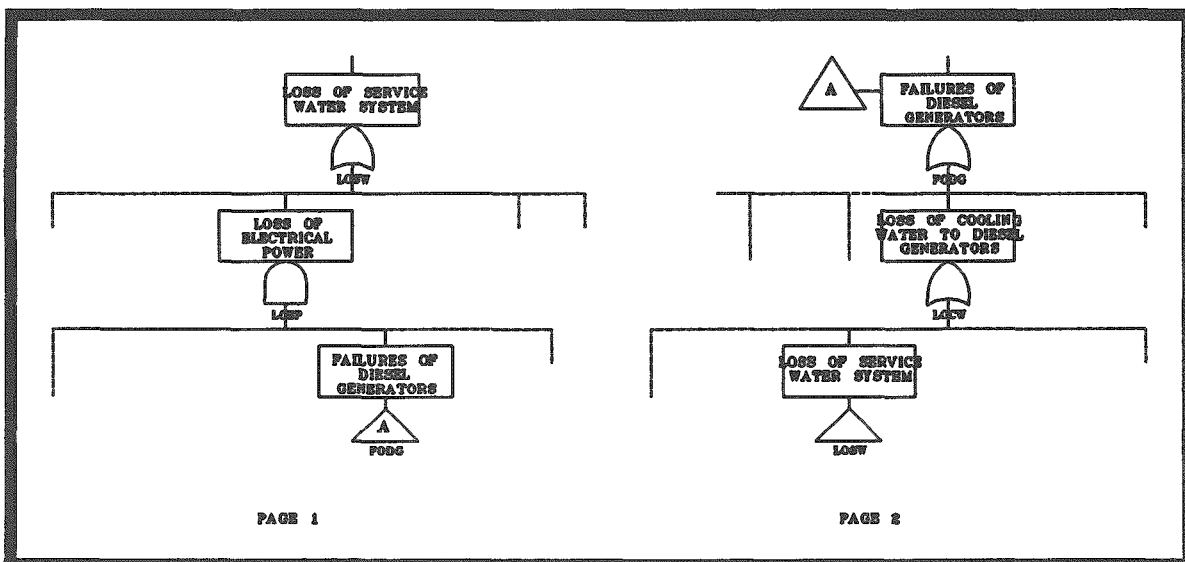 LOSS OF SERVICE
WATER SYSTEM
LOSW
LOSS OF
ELECTRICAL
POWER
LOEP
FAILURES OF
DIESEL
GENERATORS
A
FODG
PAGE 1
A
FAILURES OF
DIESEL
GENERATORS
FODG
LOSS OF COOLING
WATER TO DIESEL
GENERATORS
LOCW
LOSS OF SERVICE
WATER SYSTEM
LOSW
PAGE 2